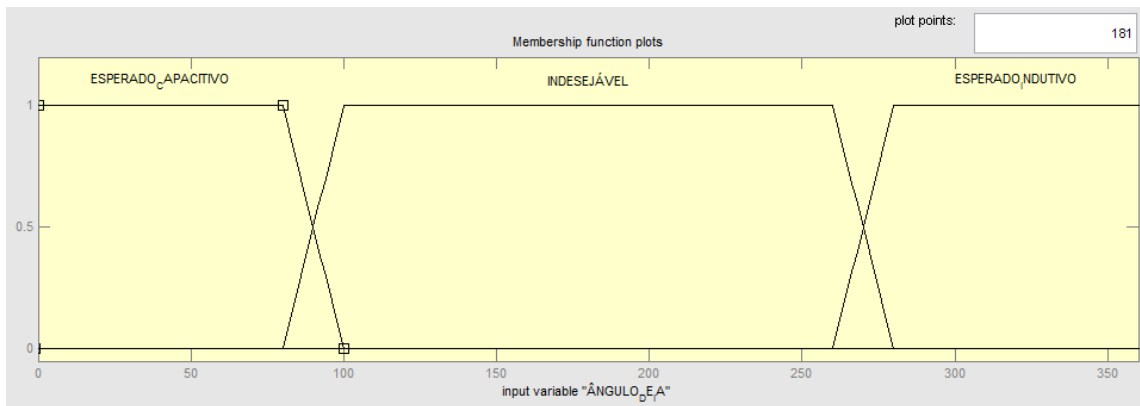 plot points:
181
Membership function plots
ESPERADO_CAPACITIVO
INDESEJÁVEL
ESPERADO_INDUTIVO
1
0.5
0
0 50 100 150 200 250 300 350
input variable "ÂNGULO_DE_IA"